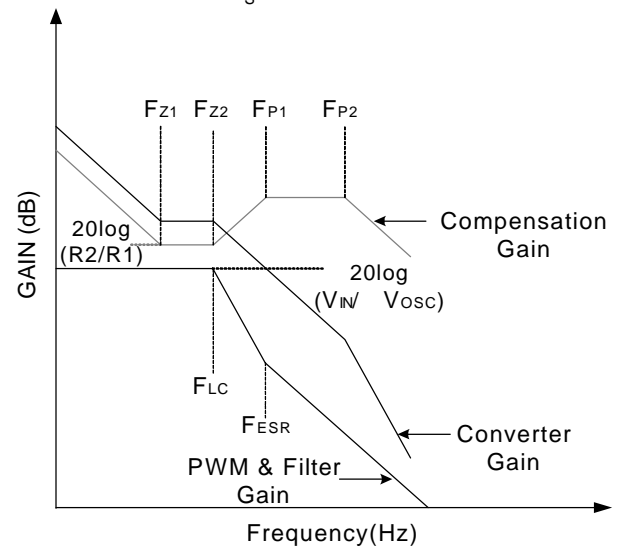 s
FZ1 FZ2 FP1 FP2
GAIN (dB)
20log
(R2/R1)
Compensation
Gain
20log
(VIN/ VOSC)
FLC
FESR
Converter
Gain
PWM & Filter
Gain
Frequency(Hz)